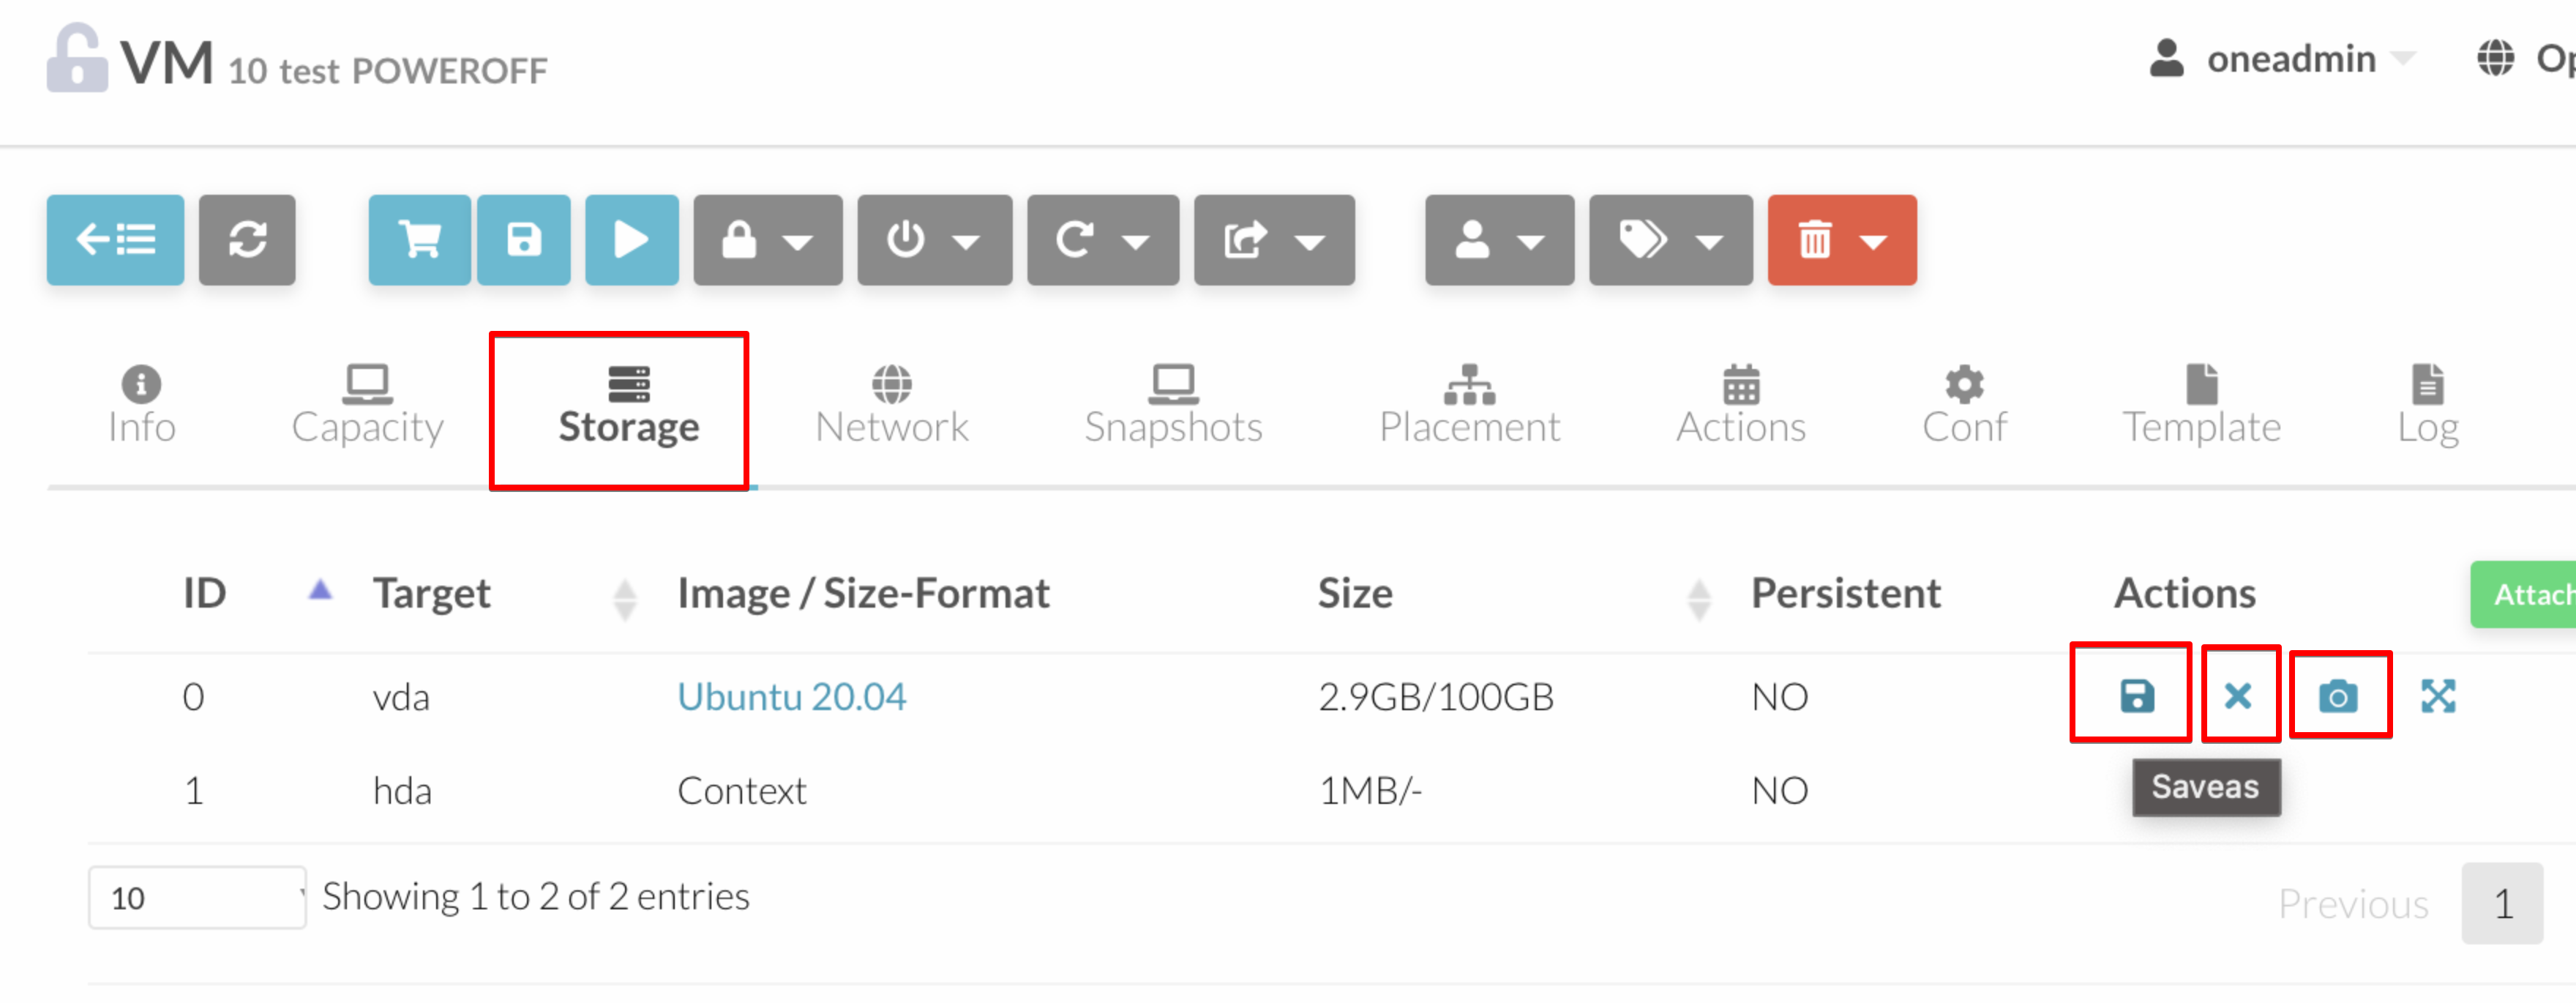 VM 10 test POWEROFF
oneadmin
Op
Info Capacity Storage Network Snapshots Placement Actions Conf Template Log
ID Target Image / Size-Format Size Persistent Actions Attach
0 vda Ubuntu 20.04 2.9GB/100GB NO
1 hda Context 1MB/- NO
Saveas
10 Showing 1 to 2 of 2 entries
Previous 1